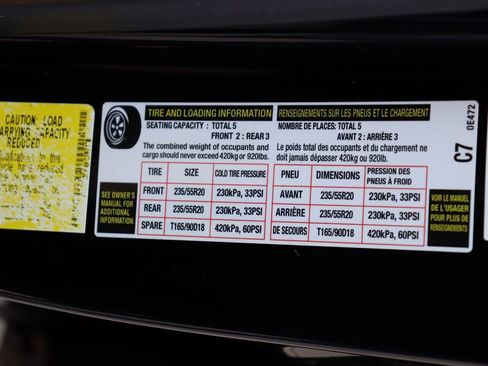 CAUTION: LOAD
CARRYING CAPACITY
REDUCED
TIRE AND LOADING INFORMATION
SEATING CAPACITY : TOTAL 5
FRONT 2 : REAR 3
The combined weight of occupants and
cargo should never exceed 420kg or 920lbs.
RENSEIGNEMENTS SUR LES PNEUS ET LE CHARGEMENT
NOMBRE DE PLACES: TOTAL 5
AVANT 2 : ARRIÈRE 3
Le poids total des occupants et du chargement ne
doit jamais dépasser 420kg ou 920lb.
SEE OWNER'S
MANUAL FOR
ADDITIONAL
INFORMATION
TIRE SIZE COLD TIRE PRESSURE
FRONT 235/55R20 230kPa, 33PSI
REAR 235/55R20 230kPa, 33PSI
SPARE T165/90D18 420kPa, 60PSI
PNEU DIMENSIONS PRESSION DES
PNEUS À FROID
AVANT 235/55R20 230kPa, 33PSI
ARRIÈRE 235/55R20 230kPa, 33PSI
DE SECOURS T165/90D18 420kPa, 60PSI
VOIR LE MANUEL
DE L'USAGER
POUR PLUS DE
RENSEIGNEMENTS
C7
0E472